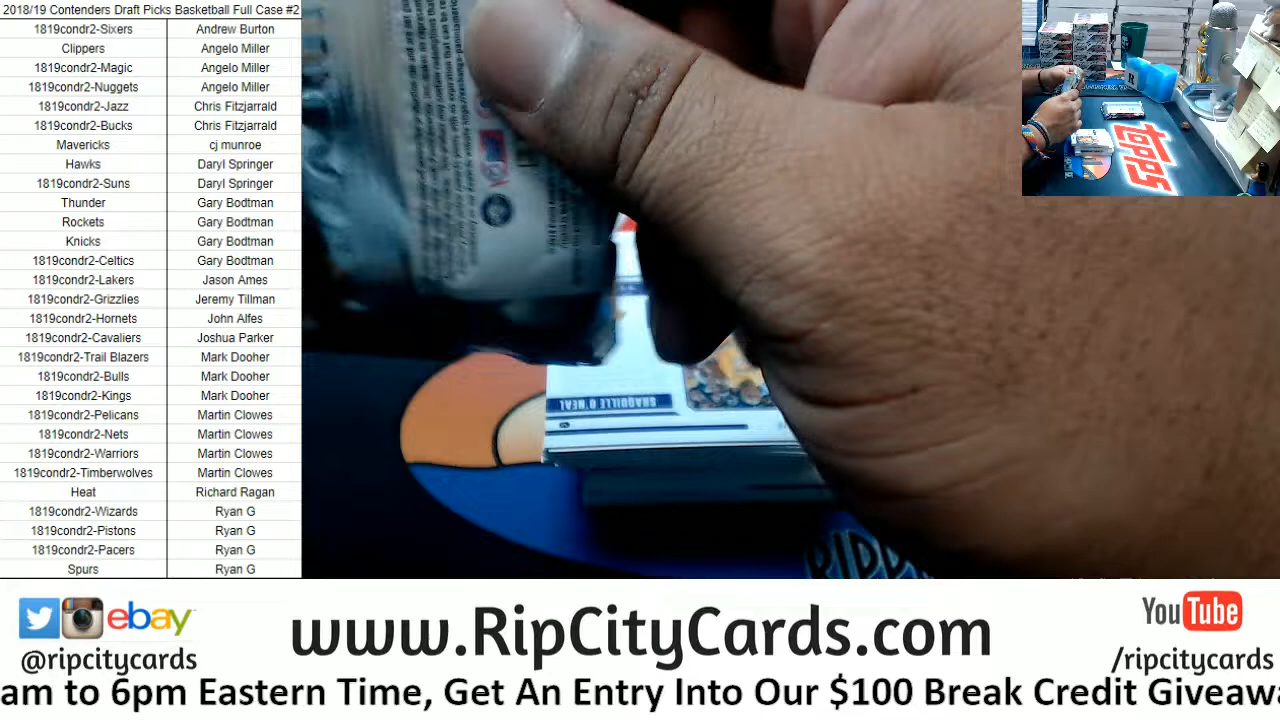 2018/19 Contenders Draft Picks Basketball Full Case #2
1819condr2-Sixers Andrew Burton
Clippers Angelo Miller
1819condr2-Magic Angelo Miller
1819condr2-Nuggets Angelo Miller
1819condr2-Jazz Chris Fitzjarrald
1819condr2-Bucks Chris Fitzjarrald
Mavericks cj munroe
Hawks Daryl Springer
1819condr2-Suns Daryl Springer
Thunder Gary Bodtman
Rockets Gary Bodtman
Knicks Gary Bodtman
1819condr2-Celtics Gary Bodtman
1819condr2-Lakers Jason Ames
1819condr2-Grizzlies Jeremy Tillman
1819condr2-Hornets John Alfes
1819condr2-Cavaliers Joshua Parker
1819condr2-Trail Blazers Mark Dooher
1819condr2-Bulls Mark Dooher
1819condr2-Kings Mark Dooher
1819condr2-Pelicans Martin Clowes
1819condr2-Nets Martin Clowes
1819condr2-Warriors Martin Clowes
1819condr2-Timberwolves Martin Clowes
Heat Richard Ragan
1819condr2-Wizards Ryan G
1819condr2-Pistons Ryan G
1819condr2-Pacers Ryan G
Spurs Ryan G
SHAQUILLE O'NEAL
topps
ebay
@ripcitycards
www.RipCityCards.com
YouTube
/ripcitycards
am to 6pm Eastern Time, Get An Entry Into Our $100 Break Credit Giveawa